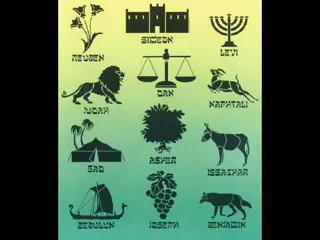 REUBEN
SIMEON
LEVI
JUDAH
DAN
NAPHTALI
GAD
ASHER
ISSACHAR
ZEBULUN
JOSEPH
BENJAMIN